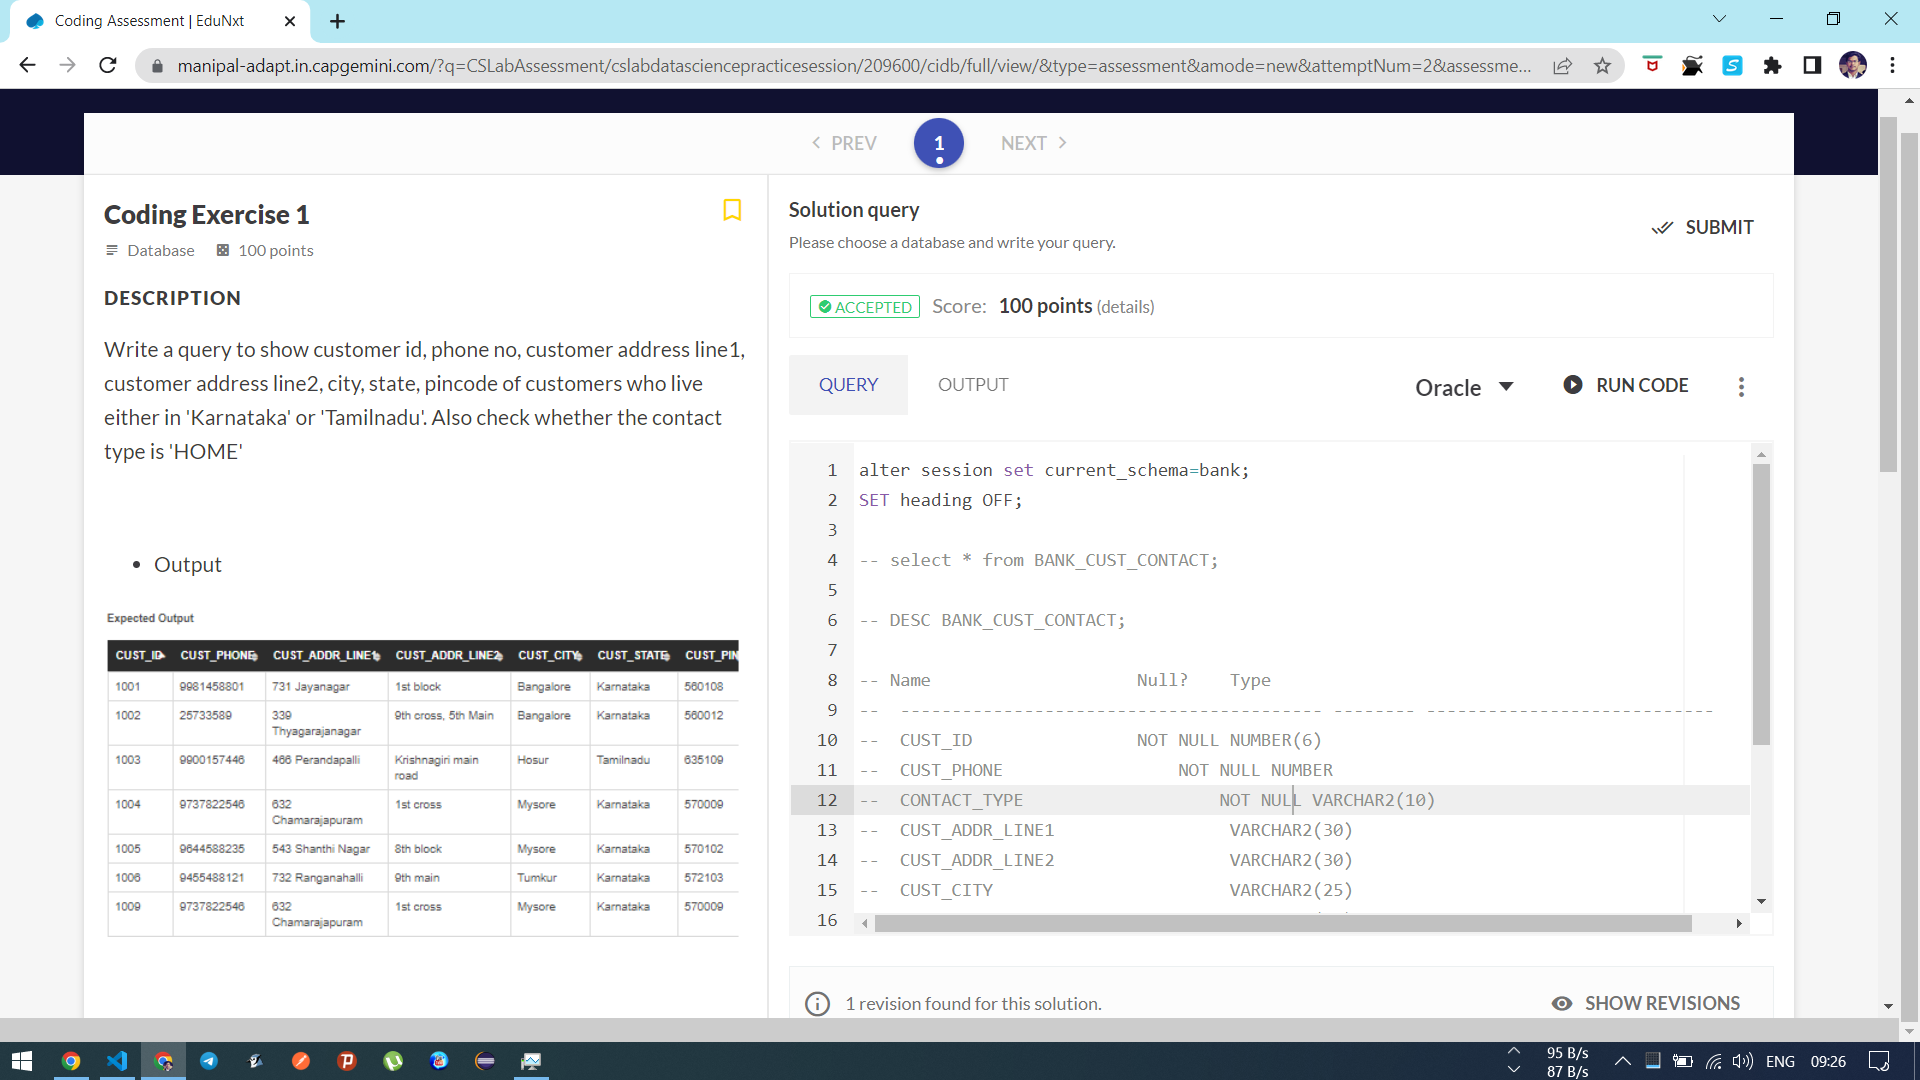 Coding Assessment | EduNxt
manipal-adapt.in.capgemini.com/?q=CSLabAssessment/cslabdatasciencepracticesession/209600/cidb/full/view/&type=assessment&amode=new&attemptNum=2&assessme...
PREV
1
NEXT
Coding Exercise 1
Database 100 points
DESCRIPTION
Write a query to show customer id, phone no, customer address line1,
customer address line2, city, state, pincode of customers who live
either in 'Karnataka' or 'Tamilnadu'. Also check whether the contact
type is 'HOME'
• Output
Expected Output
CUST_ID CUST_PHONE CUST_ADDR_LINE1 CUST_ADDR_LINE2 CUST_CITY CUST_STATE CUST_PIN
1001 9981458801 731 Jayanagar 1st block Bangalore Karnataka 560108
1002 25733589 339 Thyagarajanagar 9th cross, 5th Main Bangalore Karnataka 560012
1003 9900157446 466 Perandapalli Krishnagiri main road Hosur Tamilnadu 635109
1004 9737822546 632 Chamarajapuram 1st cross Mysore Karnataka 570009
1005 9644588235 543 Shanthi Nagar 8th block Mysore Karnataka 570102
1006 9455488121 732 Ranganahalli 9th main Tumkur Karnataka 572103
1009 9737822546 632 Chamarajapuram 1st cross Mysore Karnataka 570009
Solution query
Please choose a database and write your query.
SUBMIT
ACCEPTED Score: 100 points (details)
QUERY OUTPUT Oracle RUN CODE
1 alter session set current_schema=bank;
2 SET heading OFF;
3
4 -- select * from BANK_CUST_CONTACT;
5
6 -- DESC BANK_CUST_CONTACT;
7
8 -- Name Null? Type
9 -- ----------------------------------------- -------- ----------------------------
10 -- CUST_ID NOT NULL NUMBER(6)
11 -- CUST_PHONE NOT NULL NUMBER
12 -- CONTACT_TYPE NOT NULL VARCHAR2(10)
13 -- CUST_ADDR_LINE1 VARCHAR2(30)
14 -- CUST_ADDR_LINE2 VARCHAR2(30)
15 -- CUST_CITY VARCHAR2(25)
16
1 revision found for this solution.
SHOW REVISIONS
95 B/s
87 B/s
ENG 09:26